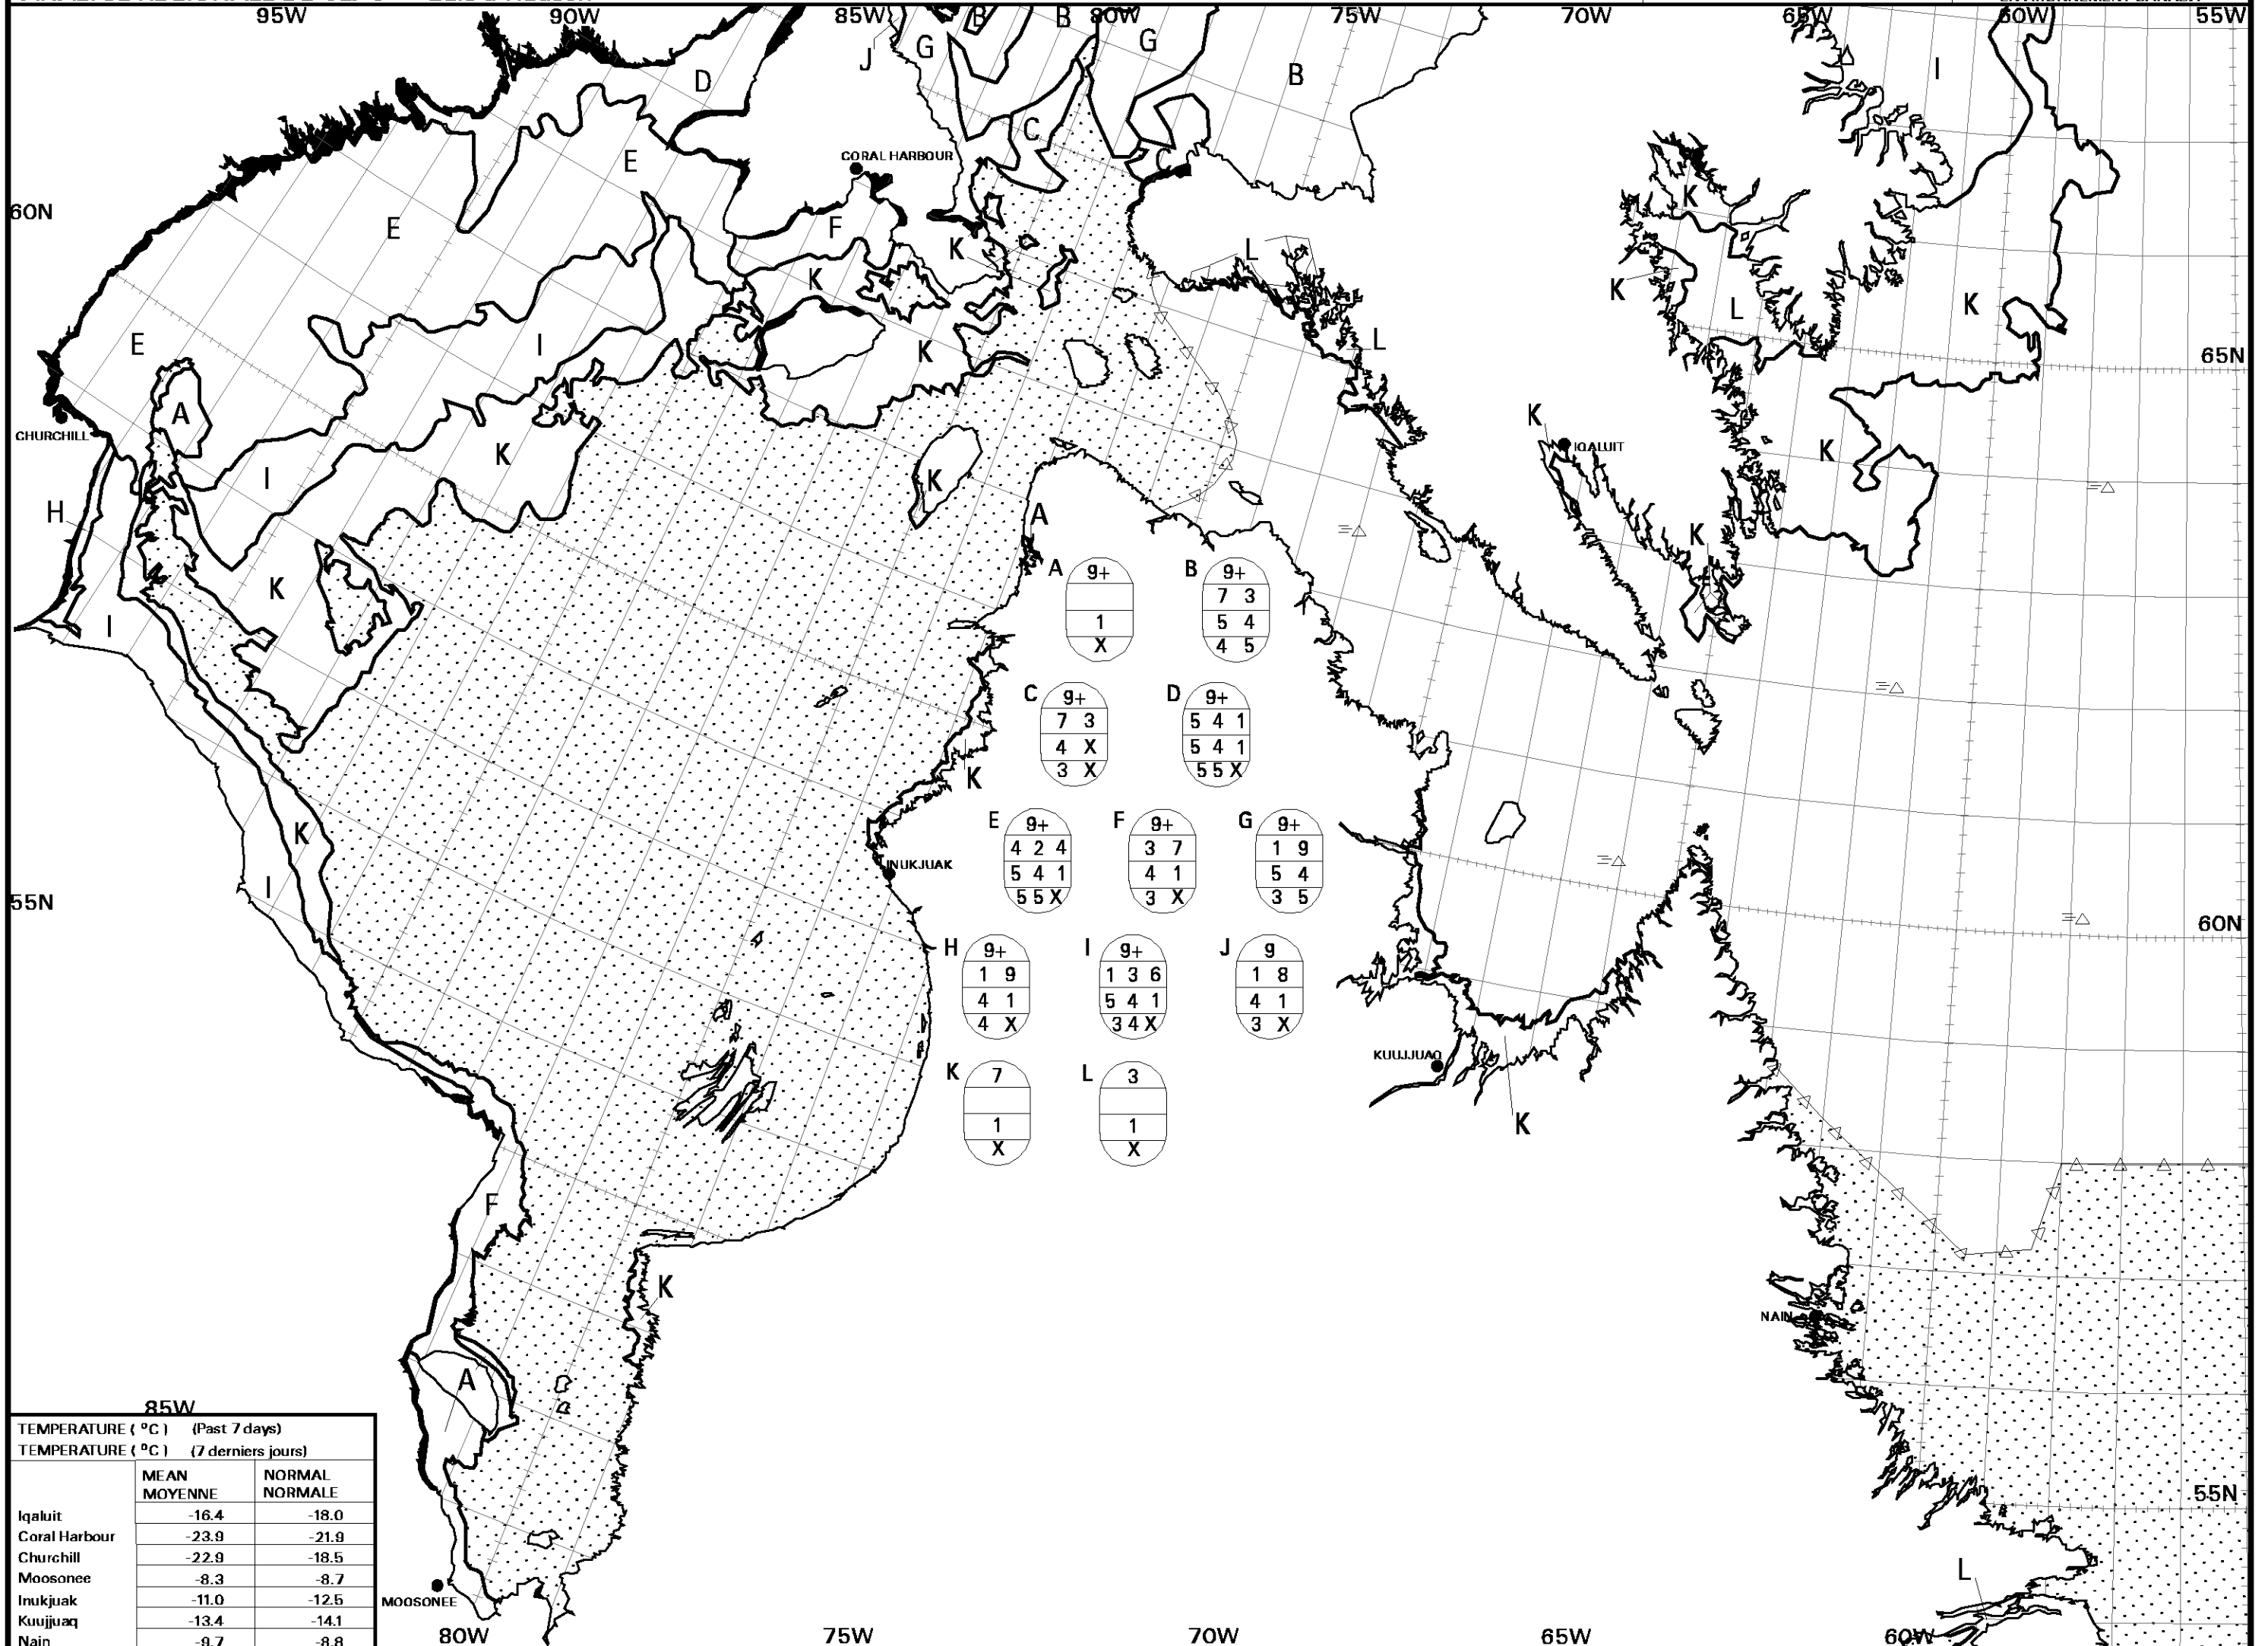 95W 90W 85W 80W 75W 70W 65W 60W 55W
J G B B G B I
D
C C
CORAL HARBOUR
E
60N
E F K K L K K L K
E I K K L 65N
A
CHURCHILL
K IQALUIT
I K K K
H A K
K
I
A 9+ 1 X
B 9+ 7 3 5 4 4 5
C 9+ 7 3 4 X 3 X
D 9+ 5 4 1 5 4 1 5 5 X
K
K
E 9+ 4 2 4 5 4 1 5 5 X
F 9+ 3 7 4 1 3 X
G 9+ 1 9 5 4 3 5
INUKJUAK
I
55N
60N
H 9+ 1 9 4 1 4 X
I 9+ 1 3 6 5 4 1 3 4 X
J 9 1 8 4 1 3 X
KUUJJUAQ
K 7 1 X
L 3 1 X
K
F
K
NAIN
A
85W
TEMPERATURE ( °C ) (Past 7 days)
TEMPERATURE ( °C ) (7 derniers jours)
MEAN NORMAL
MOYENNE NORMALE
Iqaluit -16.4 -18.0
Coral Harbour -23.9 -21.9
Churchill -22.9 -18.5
Moosonee -8.3 -8.7
Inukjuak -11.0 -12.5
Kuujjuaq -13.4 -14.1
Nain -9.7 -8.8
55N
L
MOOSONEE
80W 75W 70W 65W 60W